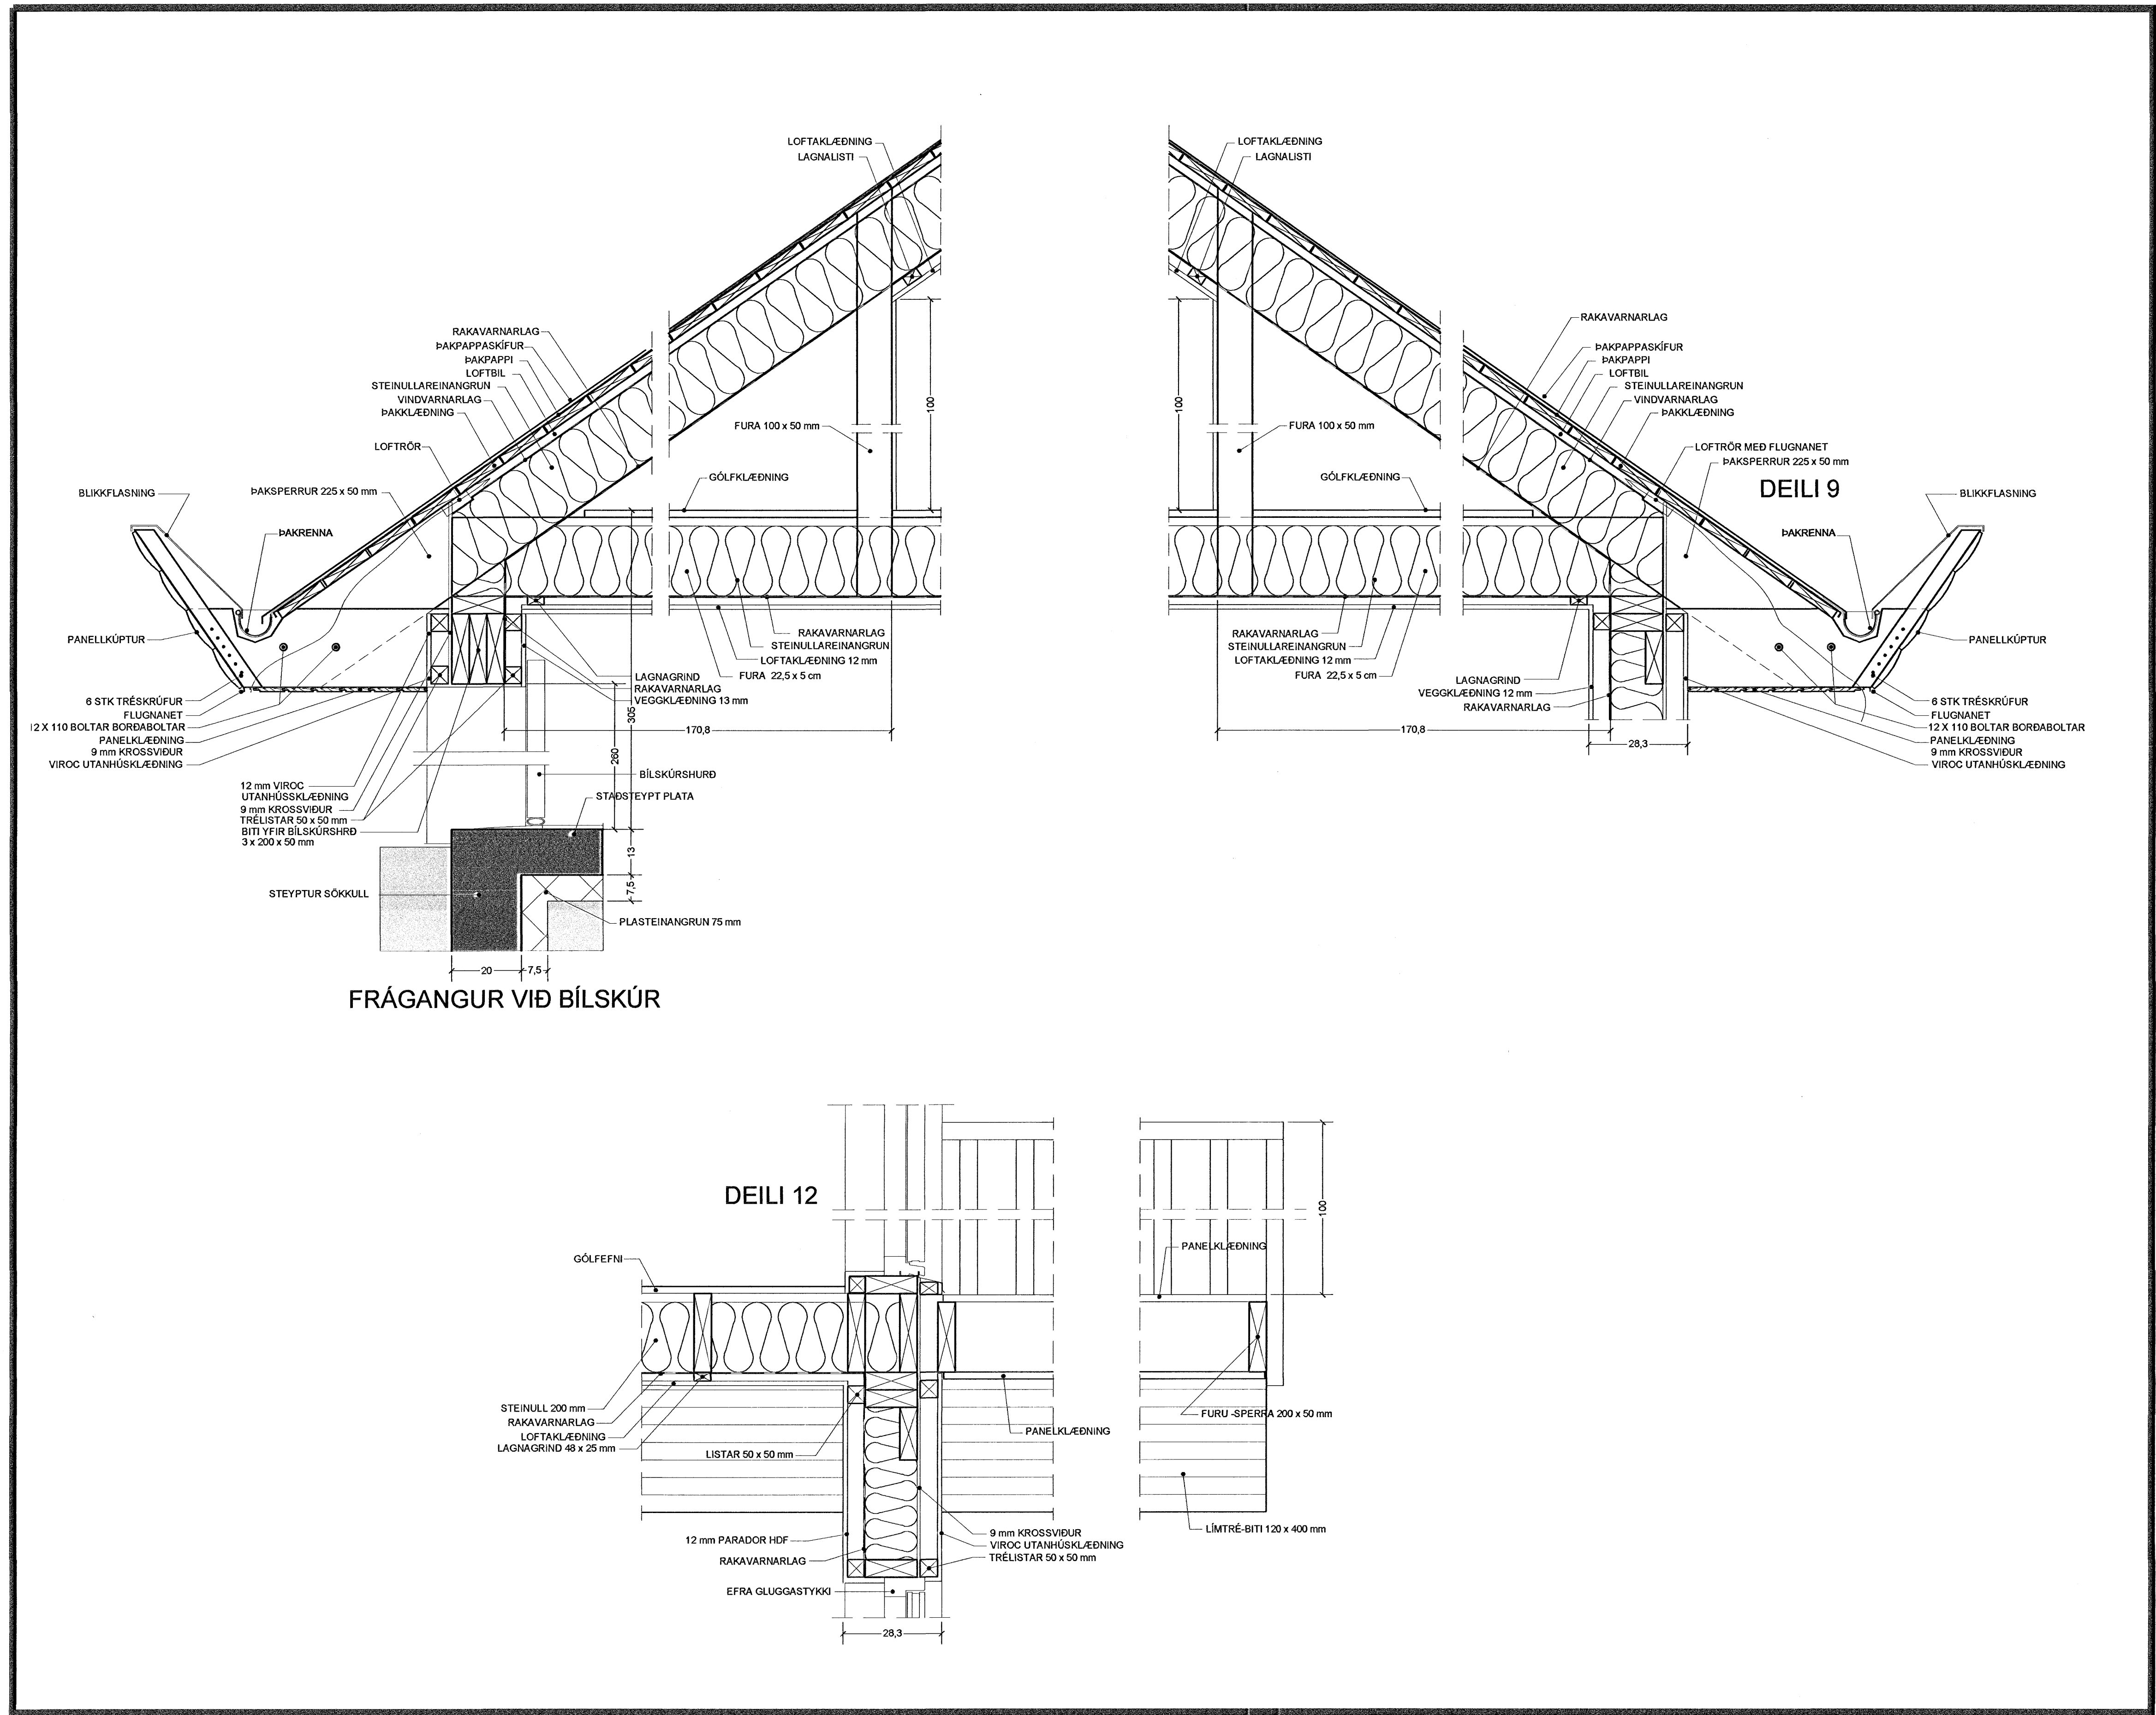 LOFTAKLÆÐNING
LAGNALISTI
RAKAVARNARLAG
ÞAKPAPPASKÍFUR
ÞAKPAPPI
LOFTBIL
STEINULLAREINANGRUN
VINDVARNARLAG
ÞAKKLÆÐNING
LOFTRÖR
BLIKKFLASNING
ÞAKSPERRUR 225 x 50 mm
ÞAKRENNA
FURA 100 x 50 mm
100
GÓLFKLÆÐNING
PANELLKÚPTUR
RAKAVARNARLAG
STEINULLAREINANGRUN
LOFTAKLÆÐNING 12 mm
FURA 22,5 x 5 cm
LAGNAGRIND
RAKAVARNARLAG
VEGGKLÆÐNING 13 mm
305
170,8
260
6 STK TRÉSKRÚFUR
FLUGNANET
12 X 110 BOLTAR BORÐABOLTAR
PANELKLÆÐNING
9 mm KROSSVIÐUR
VIROC UTANHÚSKLÆÐNING
12 mm VIROC
UTANHÚSSKLÆÐNING
9 mm KROSSVIÐUR
TRÉLISTAR 50 x 50 mm
BITI YFIR BÍLSKÚRSHRÐ
3 x 200 x 50 mm
BÍLSKÚRSHURÐ
STAÐSTEYPT PLATA
13
7,5
STEYPTUR SÖKKULL
PLASTEINANGRUN 75 mm
20
7,5
FRÁGANGUR VIÐ BÍLSKÚR
LOFTAKLÆÐNING
LAGNALISTI
RAKAVARNARLAG
ÞAKPAPPASKÍFUR
ÞAKPAPPI
LOFTBIL
STEINULLAREINANGRUN
VINDVARNARLAG
ÞAKKLÆÐNING
LOFTRÖR MEÐ FLUGNANET
ÞAKSPERRUR 225 x 50 mm
DEILI 9
BLIKKFLASNING
ÞAKRENNA
100
FURA 100 x 50 mm
GÓLFKLÆÐNING
PANELLKÚPTUR
RAKAVARNARLAG
STEINULLAREINANGRUN
LOFTAKLÆÐNING 12 mm
FURA 22,5 x 5 cm
LAGNAGRIND
VEGGKLÆÐNING 12 mm
RAKAVARNARLAG
170,8
28,3
6 STK TRÉSKRÚFUR
FLUGNANET
12 X 110 BOLTAR BORÐABOLTAR
PANELKLÆÐNING
9 mm KROSSVIÐUR
VIROC UTANHÚSKLÆÐNING
DEILI 12
100
GÓLFEFNI
PANELKLÆÐNING
STEINULL 200 mm
RAKAVARNARLAG
LOFTAKLÆÐNING
LAGNAGRIND 48 x 25 mm
LISTAR 50 x 50 mm
FURU -SPERRA 200 x 50 mm
PANELKLÆÐNING
LÍMTRÉ-BITI 120 x 400 mm
12 mm PARADOR HDF
RAKAVARNARLAG
EFRA GLUGGASTYKKI
9 mm KROSSVIÐUR
VIROC UTANHÚSKLÆÐNING
TRÉLISTAR 50 x 50 mm
28,3